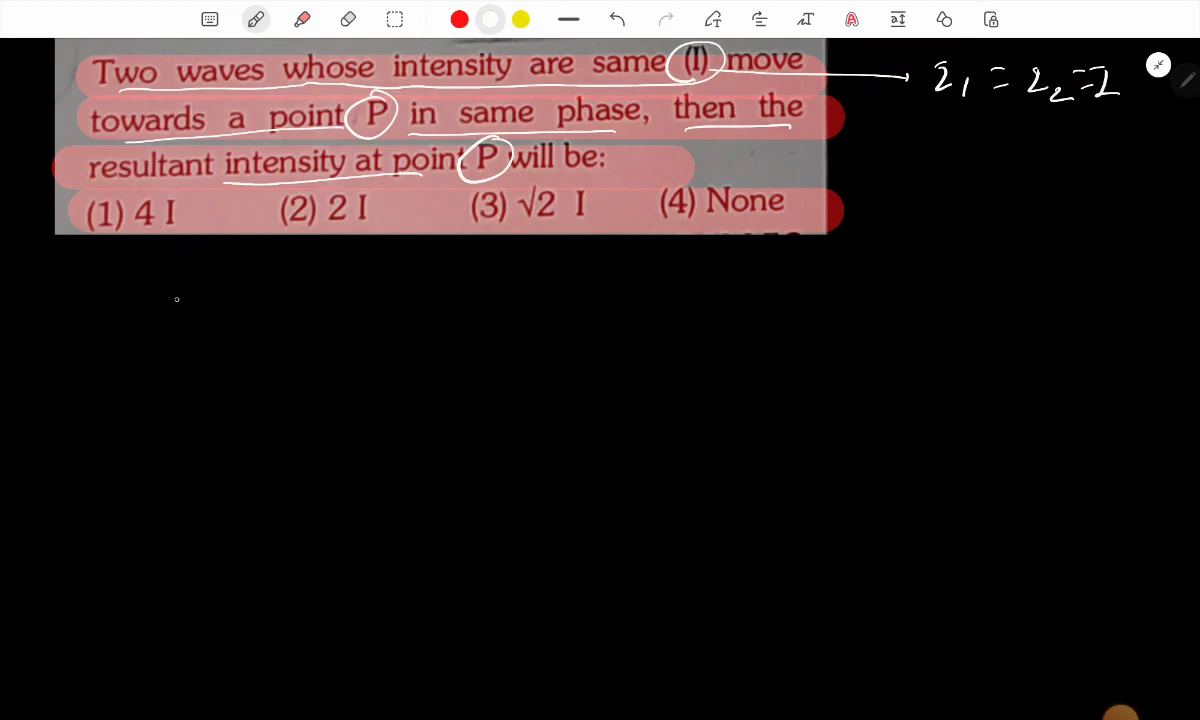 Two waves whose intensity are same (I) move
towards a point P in same phase, then the
resultant intensity at point P will be:
(1) 4 I (2) 2 I (3) √2 I (4) None
I₁ = I₂ = I